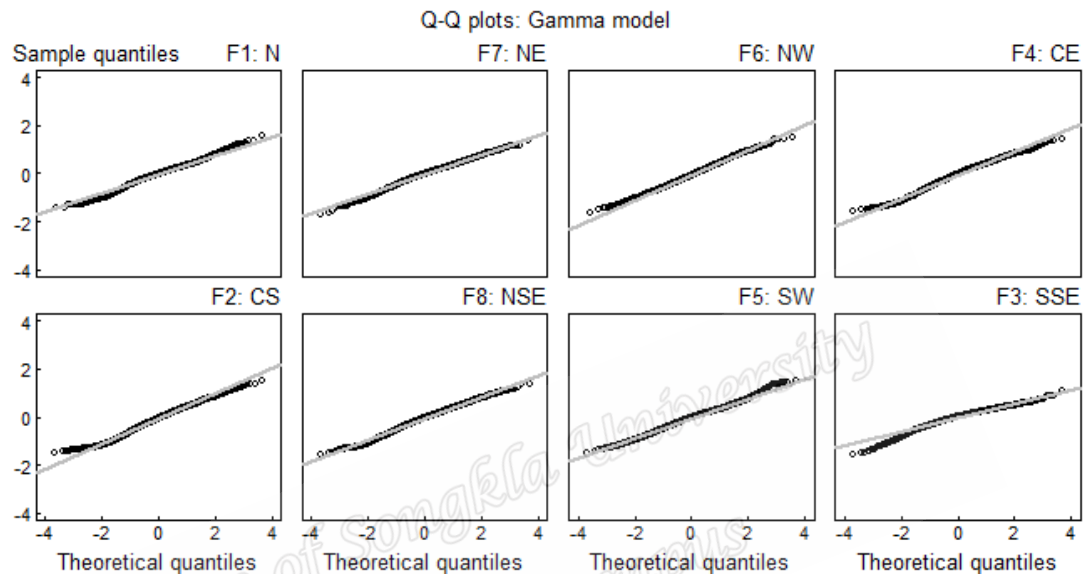 Q-Q plots: Gamma model
Sample quantiles F1: N F7: NE F6: NW F4: CE
4
2
0
-2
-4
F2: CS F8: NSE F5: SW F3: SSE
4
2
0
-2
-4
-4 -2 0 2 4 -4 -2 0 2 4 -4 -2 0 2 4 -4 -2 0 2 4
Theoretical quantiles Theoretical quantiles Theoretical quantiles Theoretical quantiles
of Songkla University